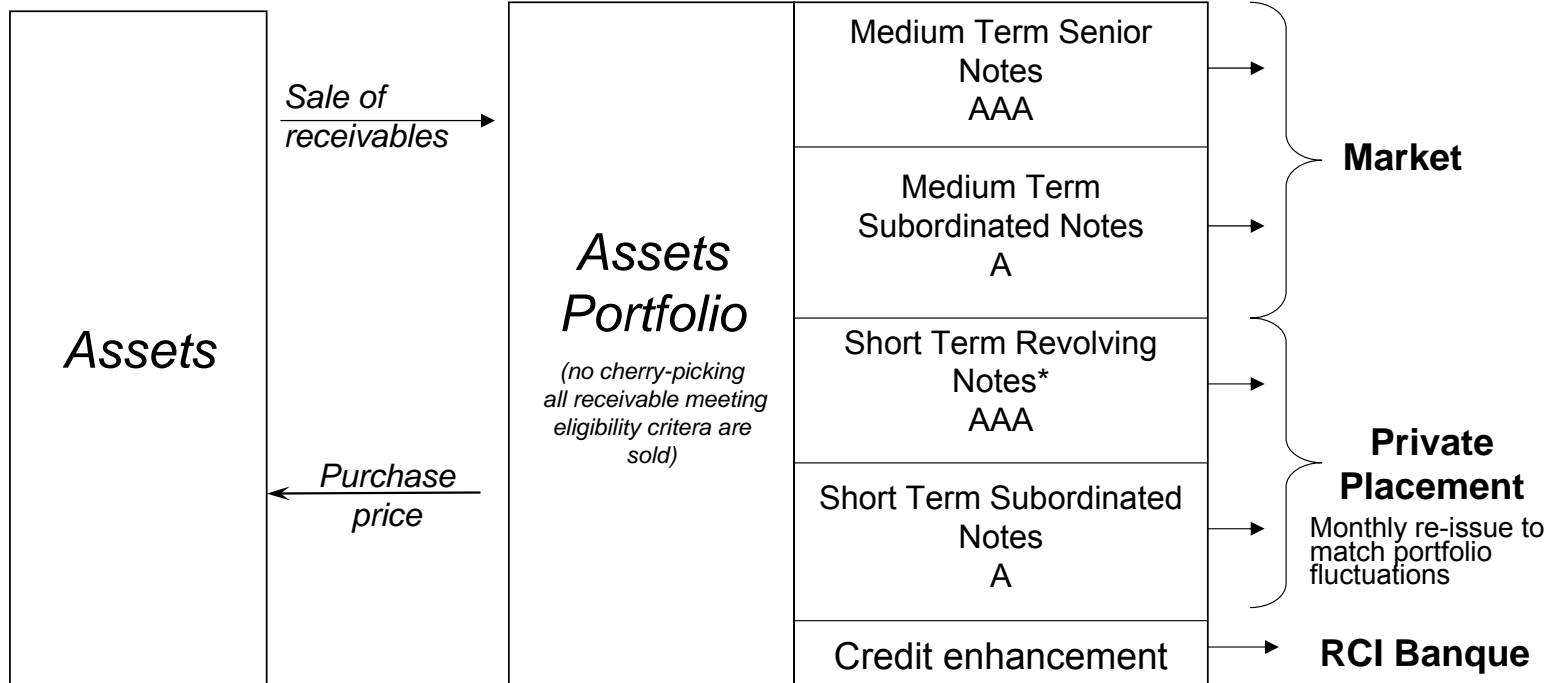 Assets
Sale of
receivables
Purchase
price
Assets
Portfolio
(no cherry-picking
all receivable meeting
eligibility critera are
sold)
Medium Term Senior
Notes
AAA
Medium Term
Subordinated Notes
A
Short Term Revolving
Notes*
AAA
Short Term Subordinated
Notes
A
Credit enhancement
Market
Private
Placement
Monthly re-issue to
match portfolio
fluctuations
RCI Banque